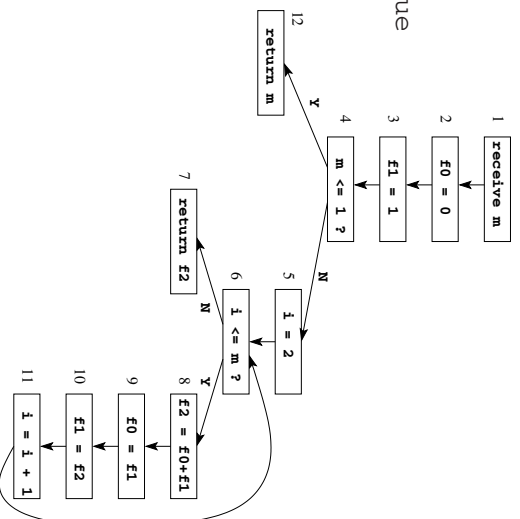 ue
1
receive m
2
f0 = 0
3
f1 = 1
4
m <= 1 ?
Y
N
12
return m
5
i = 2
6
i <= m ?
N
Y
7
return f2
8
f2 = f0+f1
9
f0 = f1
10
f1 = f2
11
i = i + 1